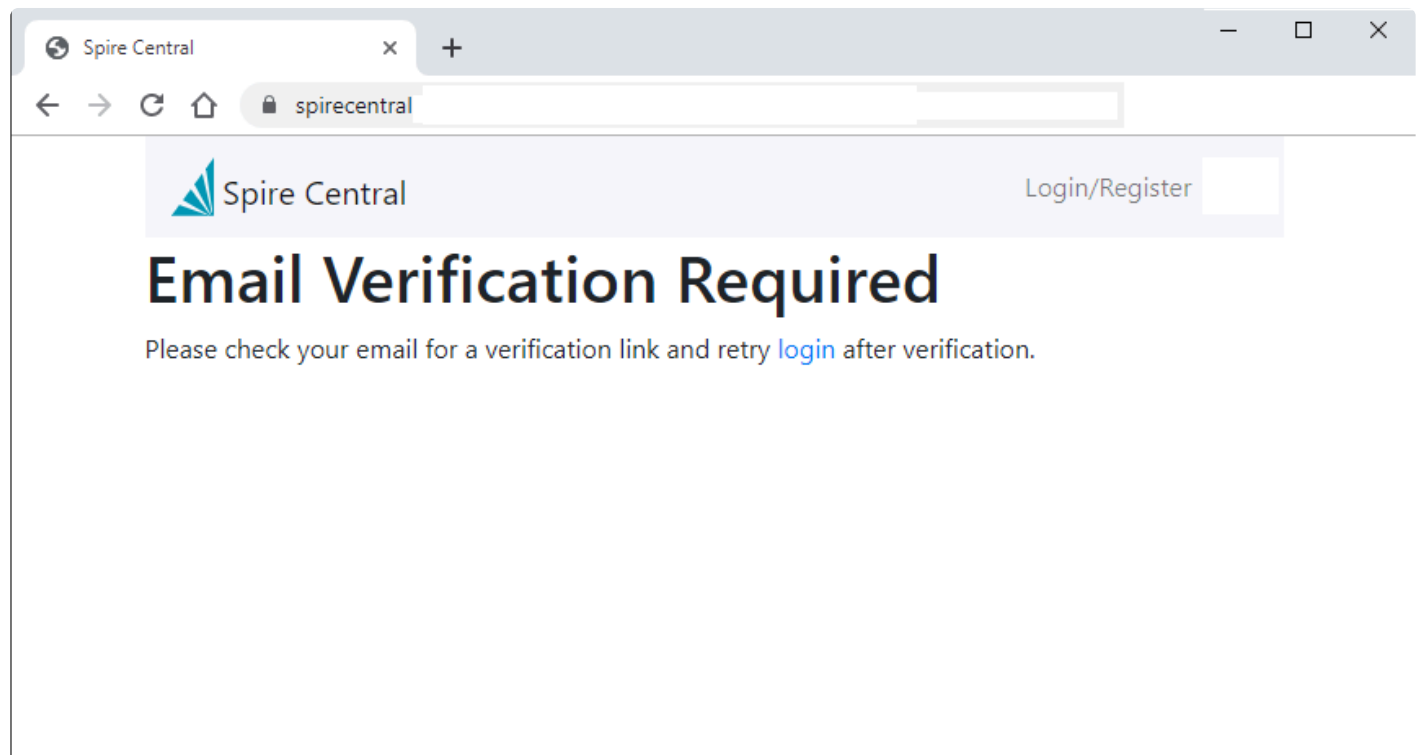 Spire Central
spirecentral
Spire Central
Login/Register
Email Verification Required
Please check your email for a verification link and retry login after verification.